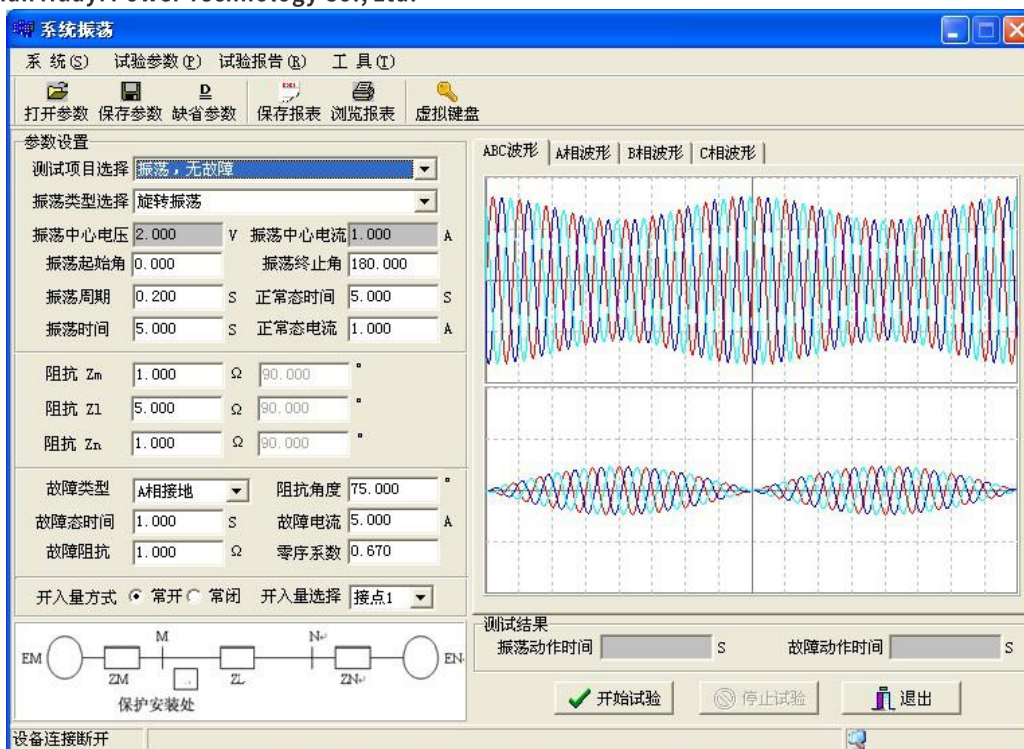 Power Technology Co., Ltd.
系统振荡
系 统(S) 试验参数(P) 试验报告(R) 工 具(T)
打开参数 保存参数 缺省参数 保存报表 浏览报表 虚拟键盘
参数设置
测试项目选择 振荡，无故障
振荡类型选择 旋转振荡
振荡中心电压 2.000 V 振荡中心电流 1.000 A
振荡起始角 0.000 振荡终止角 180.000
振荡周期 0.200 S 正常态时间 5.000 S
振荡时间 5.000 S 正常态电流 1.000 A
阻抗 Zm 1.000 Ω 90.000 °
阻抗 Zl 5.000 Ω 90.000 °
阻抗 Zn 1.000 Ω 90.000 °
故障类型 A相接地 阻抗角度 75.000 °
故障态时间 1.000 S 故障电流 5.000 A
故障阻抗 1.000 Ω 零序系数 0.670
开入量方式 常开 常闭 开入量选择 接点1
M N
EM EN
ZM ZL ZN
保护安装处
ABC波形 A相波形 B相波形 C相波形
测试结果
振荡动作时间 S 故障动作时间 S
开始试验 停止试验 退出
设备连接断开